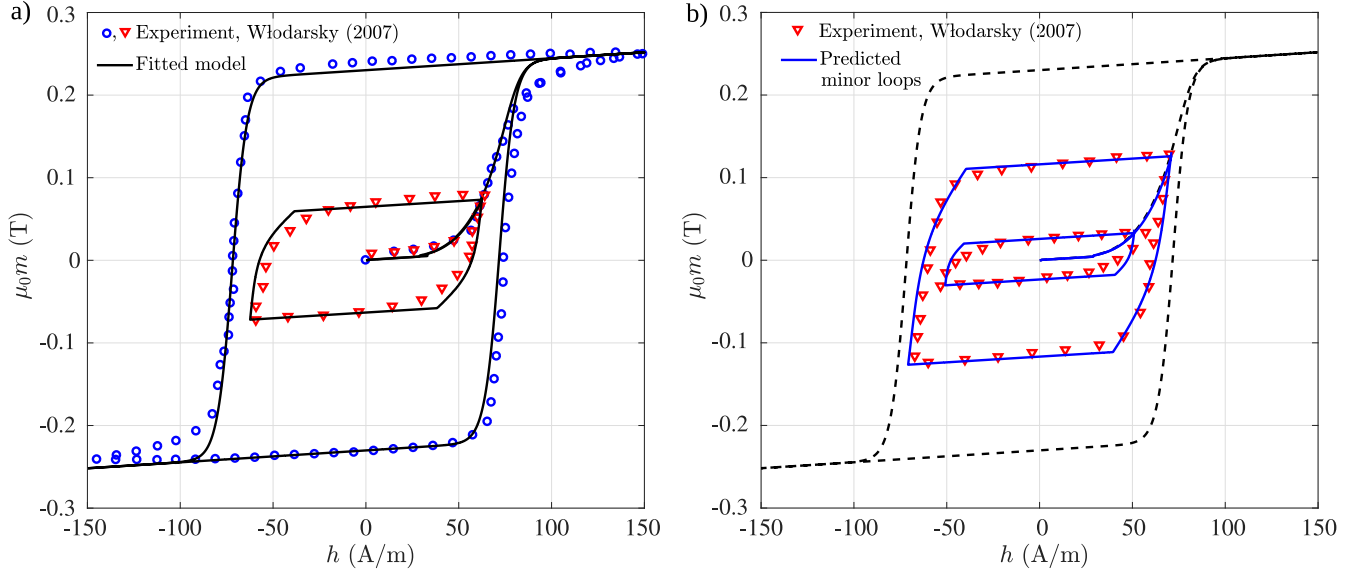 a)
0.3
0.2
0.1
0
-0.1
-0.2
-0.3
μ₀m (T)
Experiment, Włodarsky (2007)
Fitted model
-150
-100
-50
0
50
100
150
h (A/m)
b)
0.3
0.2
0.1
0
-0.1
-0.2
-0.3
μ₀m (T)
Experiment, Włodarsky (2007)
Predicted
minor loops
-150
-100
-50
0
50
100
150
h (A/m)